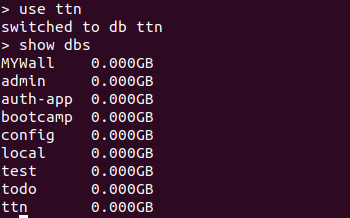 > use ttn
switched to db ttn
> show dbs
MYWall    0.000GB
admin     0.000GB
auth-app  0.000GB
bootcamp  0.000GB
config    0.000GB
local     0.000GB
test      0.000GB
todo      0.000GB
ttn       0.000GB